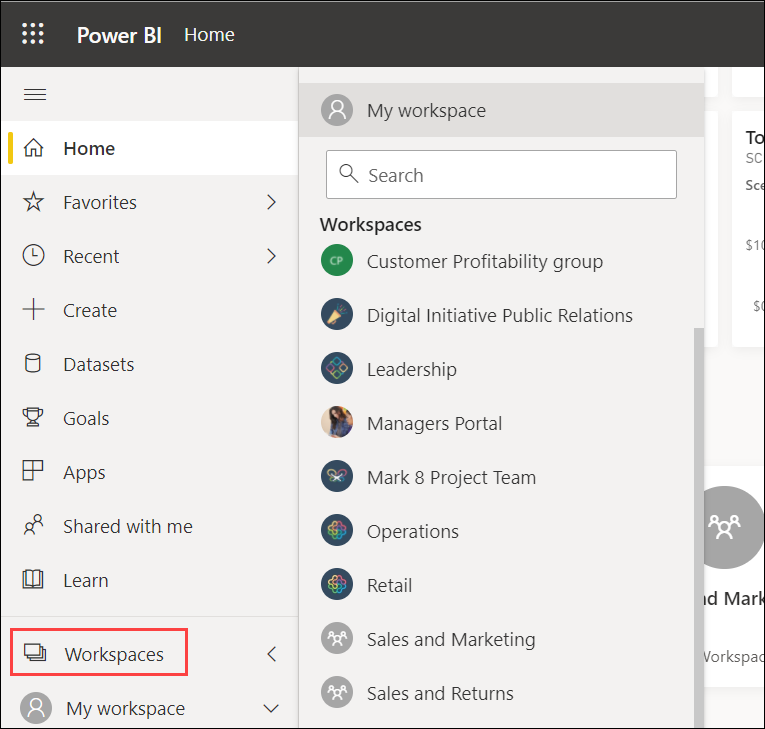 Power BI Home
Home
Favorites
Recent
Create
Datasets
Goals
Apps
Shared with me
Learn
Workspaces
My workspace
My workspace
Search
Workspaces
CP Customer Profitability group
Digital Initiative Public Relations
Leadership
Managers Portal
Mark 8 Project Team
Operations
Retail
Sales and Marketing
Sales and Returns
To
SC
Sce
$10
$0
nd Mark
Workspac